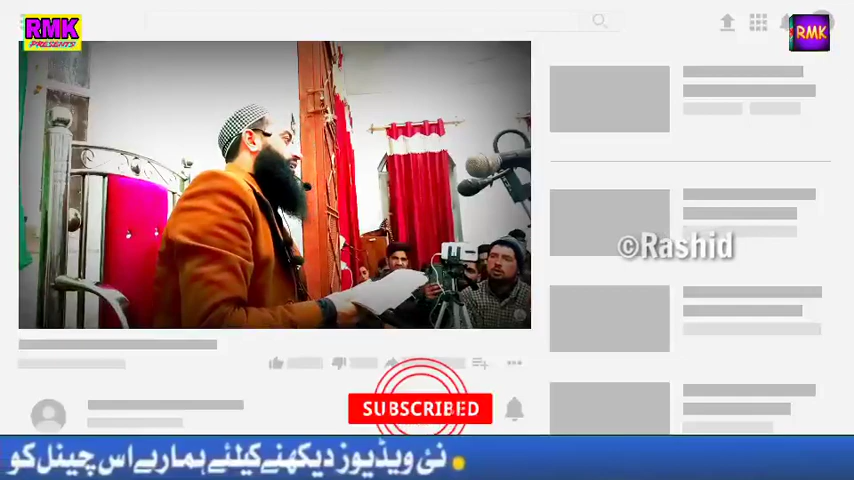 RMK
PRESENTS
RMK
©Rashid
SUBSCRIBED
نئی ویڈیوز دیکھنے کیلئے ہمارے اس چینل کو